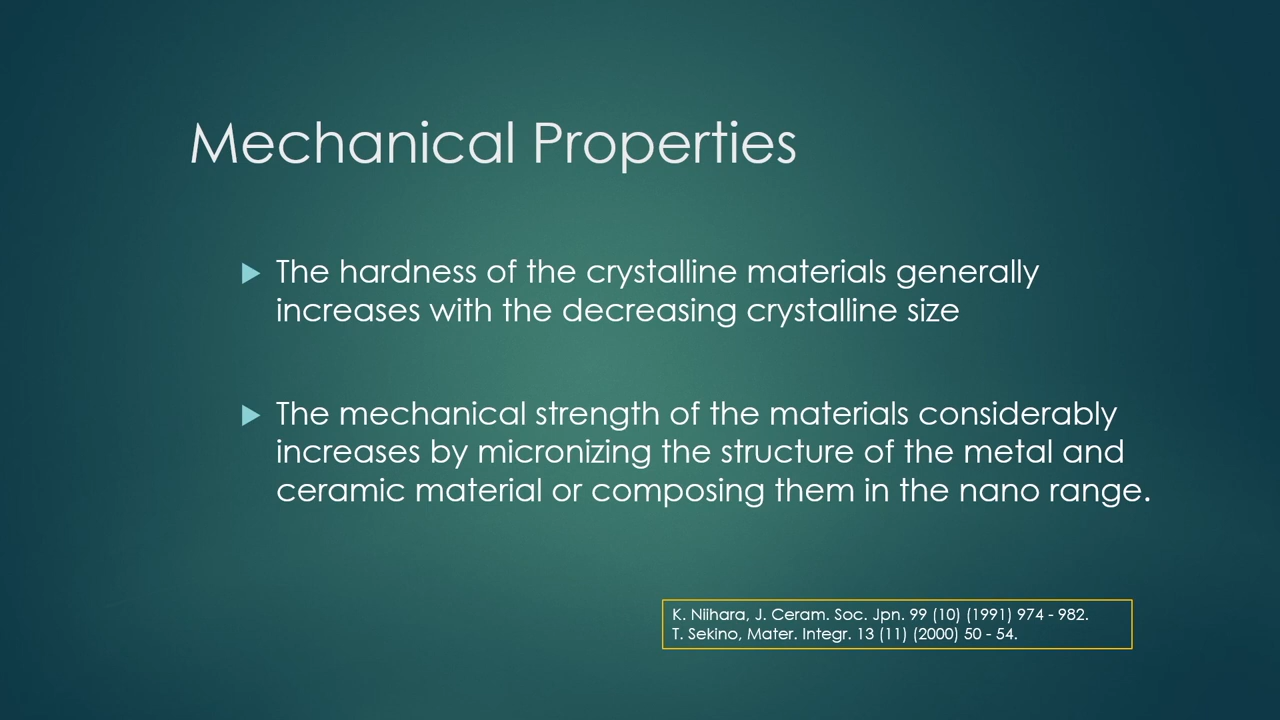 Mechanical Properties
The hardness of the crystalline materials generally
increases with the decreasing crystalline size
The mechanical strength of the materials considerably
increases by micronizing the structure of the metal and
ceramic material or composing them in the nano range.
K. Niihara, J. Ceram. Soc. Jpn. 99 (10) (1991) 974 - 982.
T. Sekino, Mater. Integr. 13 (11) (2000) 50 - 54.